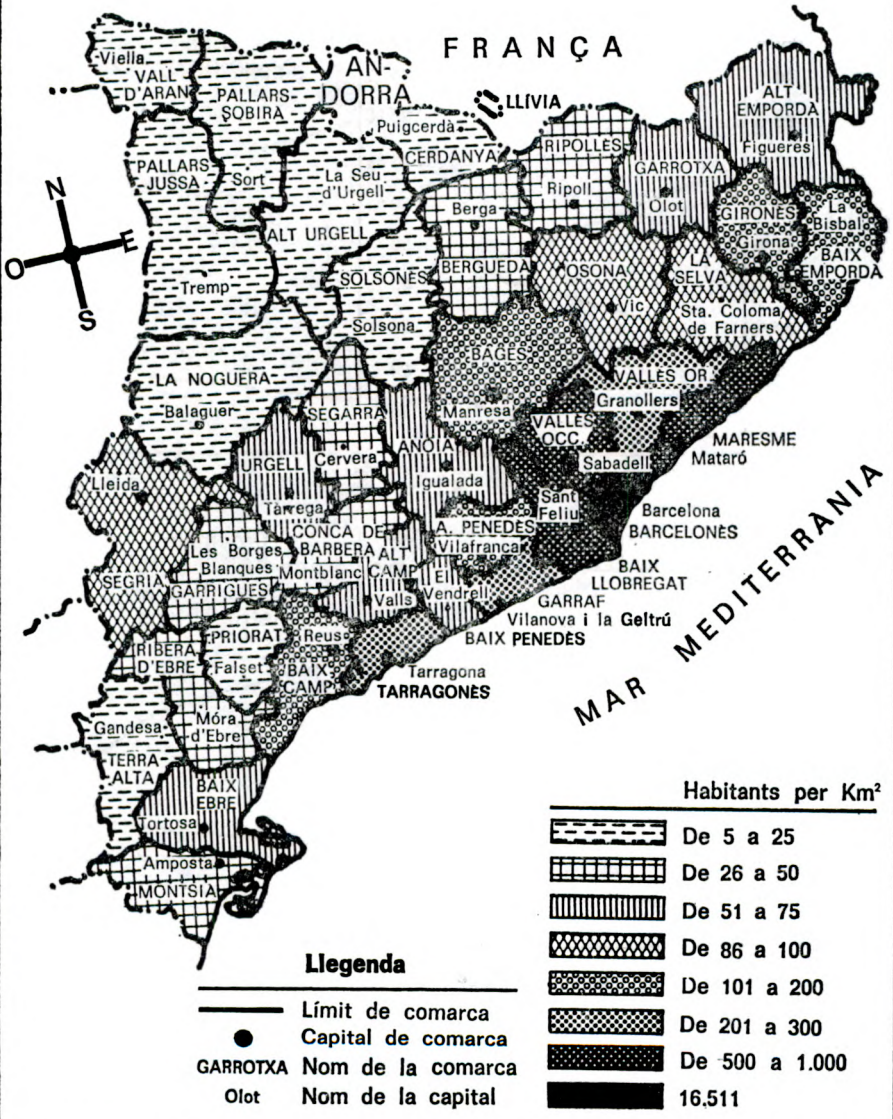 FRANÇA
Viella
VALL
D'ARAN
PALLARS
SOBIRA
AN-
DORRA
LLÍVIA
Puigcerdà
CERDANYA
ALT
EMPORDÀ
Figueres
RIPOLLÈS
Ripoll
GARROTXA
Olot
PALLARS
JUSSÀ
Sort
La Seu
d'Urgell
ALT URGELL
Berga
BERGUEDÀ
GIRONÈS
Girona
La
Bisbal
BAIX
EMPORDÀ
N
E
O
S
Tremp
SOLSONÈS
Solsona
OSONA
Vic
LA
SELVA
Sta. Coloma
de Farners
LA NOGUERA
Balaguer
BAGES
Manresa
VALLÈS OR.
Granollers
SEGARRA
Cervera
ANOIA
Igualada
VALLÈS
OCC.
Sabadell
MARESME
Mataró
Lleida
SEGRIÀ
URGELL
Tàrrega
Sant
Feliu
Barcelona
BARCELONÈS
Les Borges
Blanques
GARRIGUES
CONCA DE
BARBERÀ
Montblanc
ALT
CAMP
Valls
A. PENEDÈS
Vilafranca
El
Vendrell
BAIX
LLOBREGAT
GARRAF
Vilanova i la Geltrú
BAIX PENEDÈS
MAR MEDITERRÀNIA
RIBERA
D'EBRE
PRIORAT
Falset
Reus
BAIX
CAMP
Tarragona
TARRAGONÈS
Gandesa
TERRA
ALTA
Móra
d'Ebre
BAIX
EBRE
Tortosa
Amposta
MONTSIÀ
Habitants per Km²
De 5 a 25
De 26 a 50
De 51 a 75
De 86 a 100
De 101 a 200
De 201 a 300
De 500 a 1.000
16.511
Llegenda
Límit de comarca
Capital de comarca
GARROTXA Nom de la comarca
Olot Nom de la capital